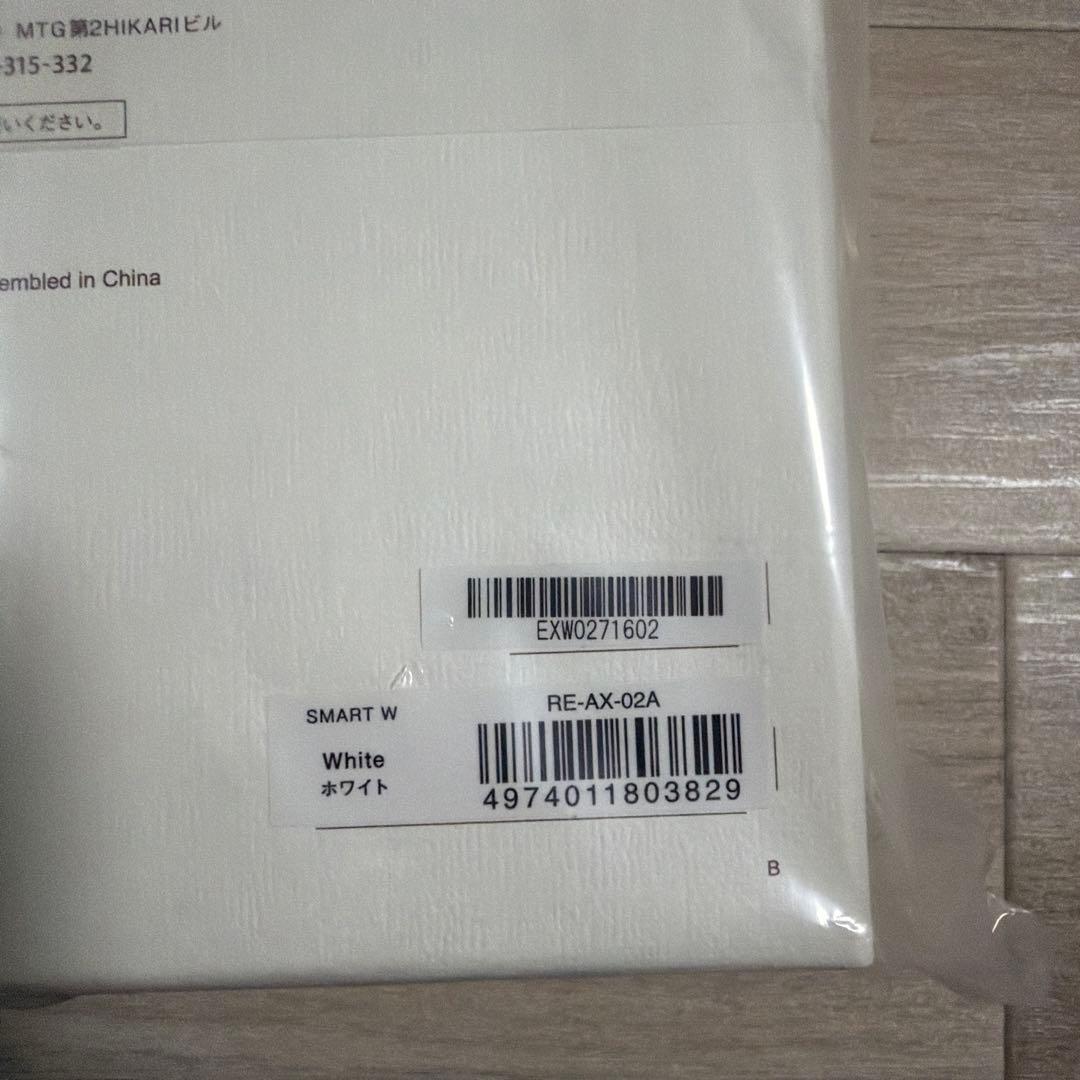 MTG第2HIKARIビル
-315-332
いください。
embled in China
EXW0271602
RE-AX-02A
SMART W
White
ホワイト
4974011803829
B